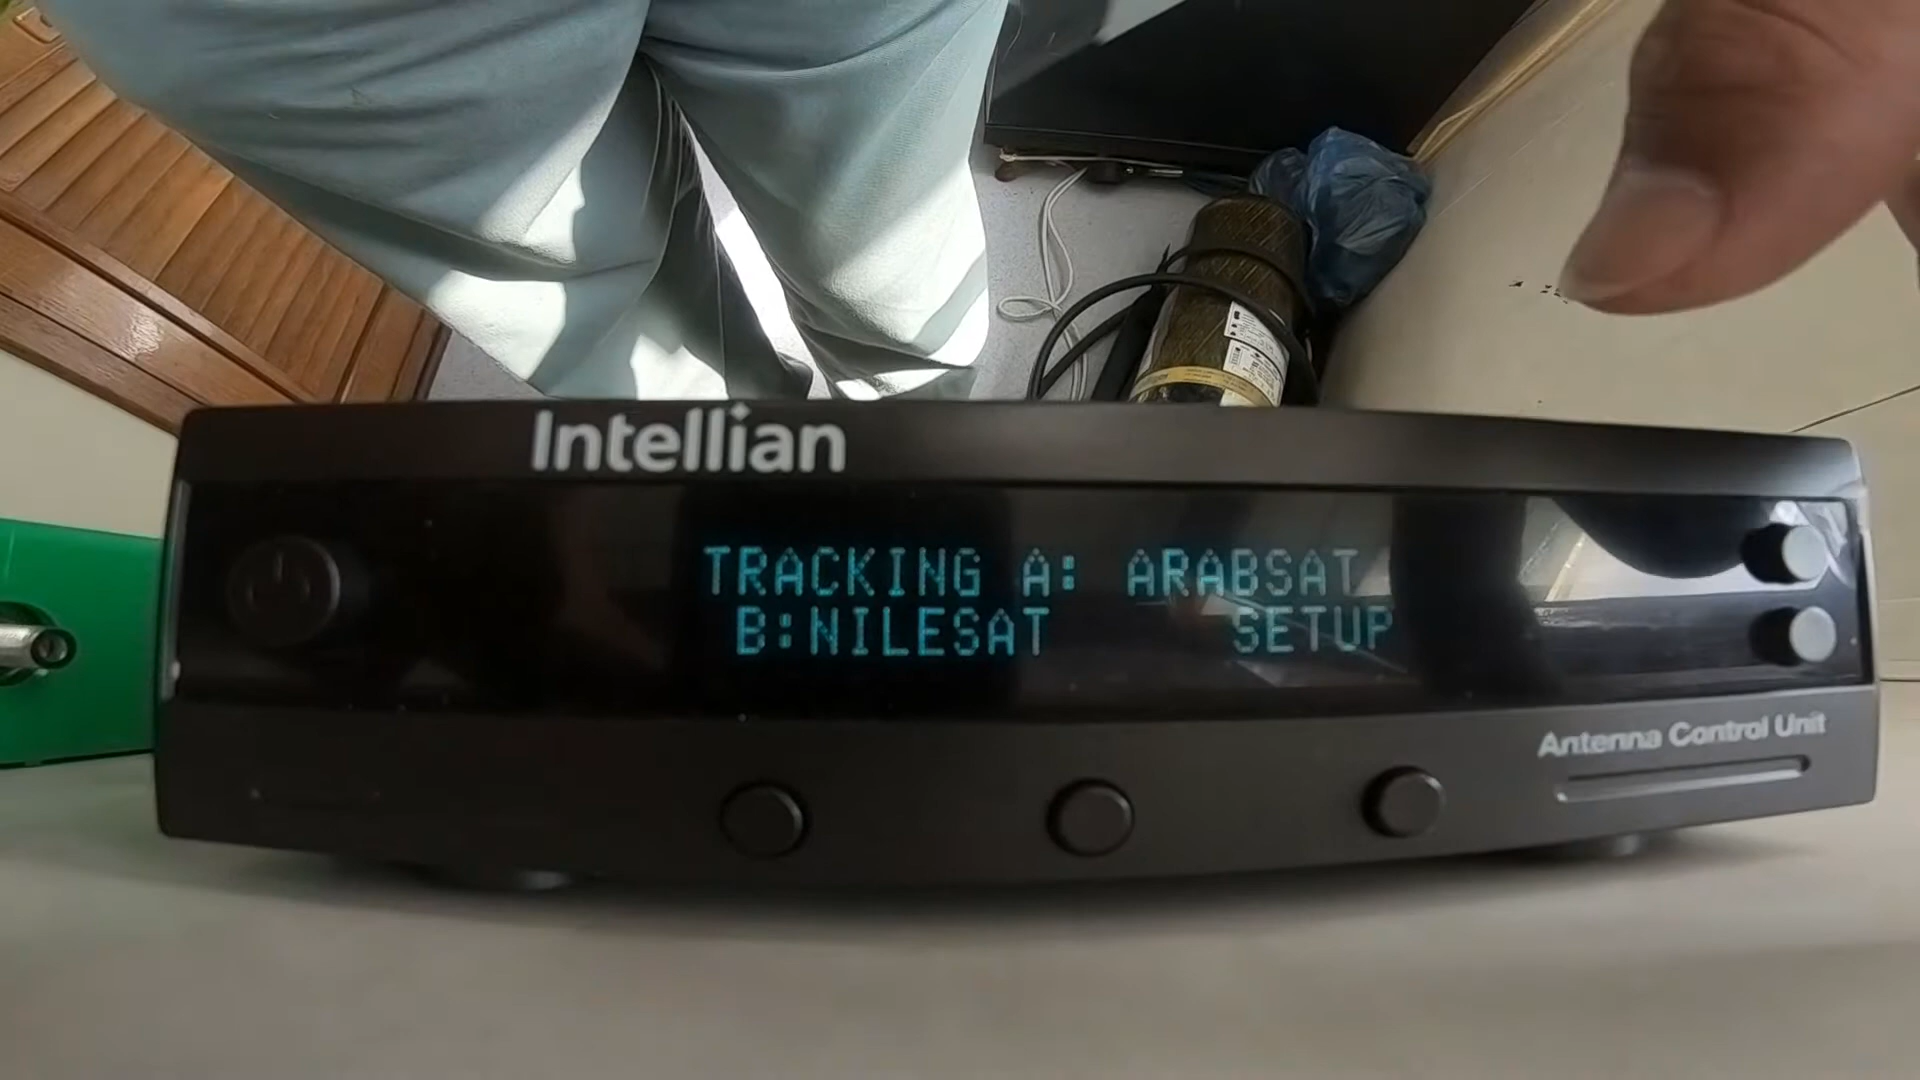 Intellian
TRACKING A: ARABSAT
B:NILESAT SETUP
Antenna Control Unit